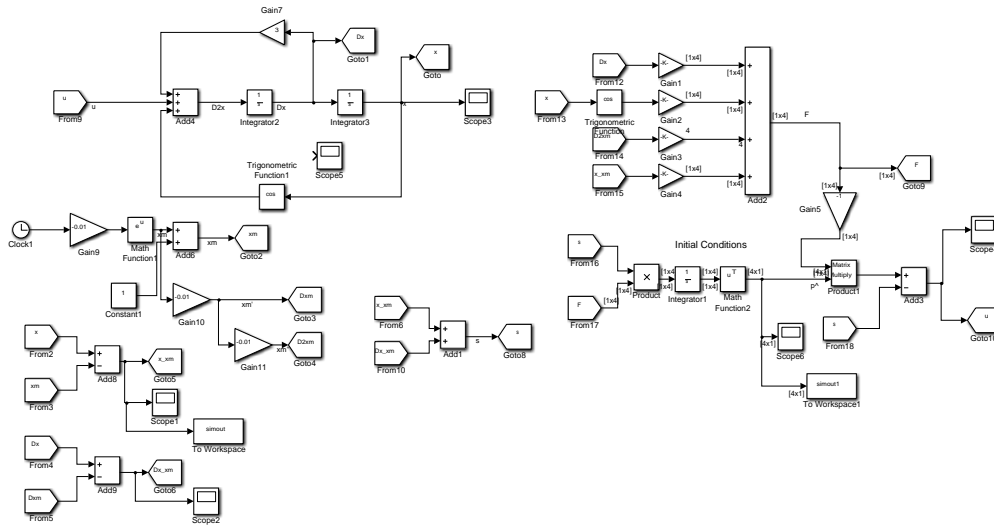 Gain7
3
Dx
Goto1
x
Goto
u
From9
u
+
+
+
Add4
D2x
1
s
Integrator2
Dx
1
s
Integrator3
x
Scope3
Scope5
Trigonometric
Function1
cos
Clock1
-0.01
Gain9
e u
Math
Function1
xm
+
+
Add6
xm
xm
Goto2
1
Constant1
-0.01
Gain10
xm'
Dxm
Goto3
-0.01
Gain11
xm
D2xm
Goto4
x
From2
xm
From3
+
−
Add8
x_xm
Goto5
Scope1
simout
To Workspace
Dx
From4
Dxm
From5
+
−
Add9
Dx_xm
Goto6
Scope2
x_xm
From6
Dx_xm
From10
+
+
Add1
s
s
Goto8
Dx
From12
-K-
Gain1
[1x4]
[1x4]
x
From13
cos
Trigonometric
Function
-K-
Gain2
[1x4]
[1x4]
D2xm
From14
-K-
Gain3
4
4
x_xm
From15
-K-
Gain4
[1x4]
[1x4]
+
+
+
+
Add2
[1x4]
F
F
[1x4]
Goto9
[1x4]
-1
Gain5
[1x4]
Initial Conditions
s
From16
F
[1x4]
From17
[1x4]
×
Product
[1x4]
[1x4]
1
s
Integrator1
[1x4]
[1x4]
u T
Math
Function2
[4x1]
[4x1]
p^
Matrix
Multiply
Product1
s
From18
+
−
Add3
Scope
u
Goto10
[4x1]
Scope6
[4x1]
simout1
To Workspace1